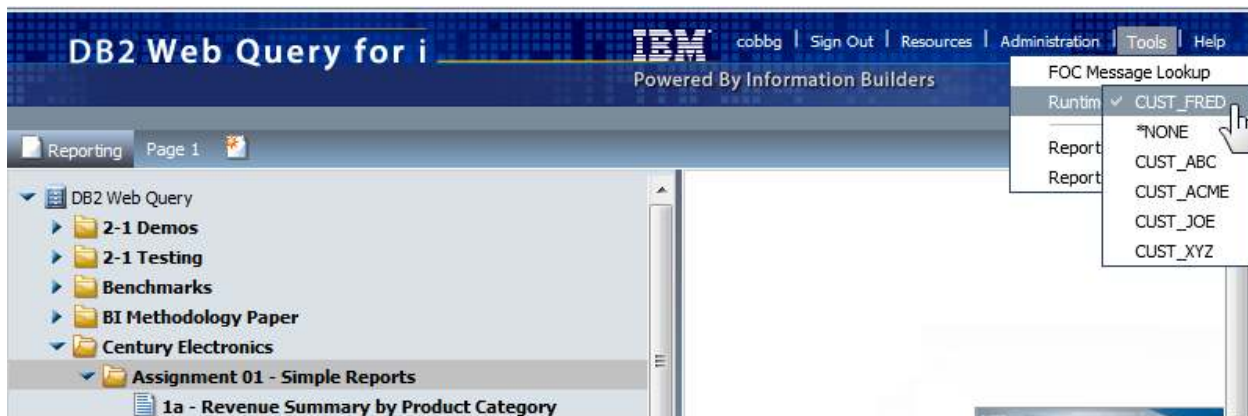 DB2 Web Query for i
IBM
cobbg | Sign Out | Resources | Administration | Tools | Help
Powered By Information Builders
FOC Message Lookup
✓ CUST_FRED
*NONE
Report
CUST_ABC
Report
CUST_ACME
CUST_JOE
CUST_XYZ
Reporting Page 1
DB2 Web Query
2-1 Demos
2-1 Testing
Benchmarks
BI Methodology Paper
Century Electronics
Assignment 01 - Simple Reports
1a - Revenue Summary by Product Category